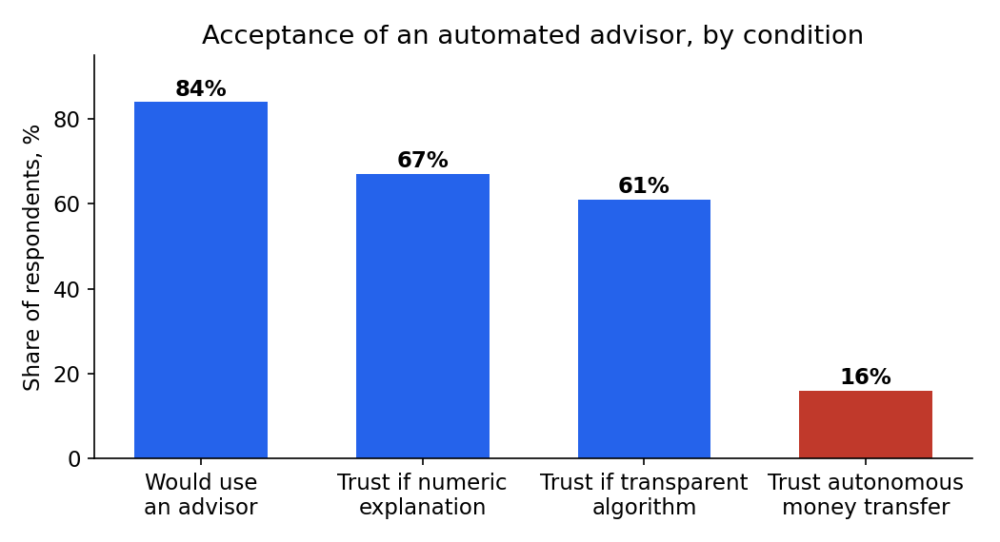 Acceptance of an automated advisor, by condition
Share of respondents, %
80
60
40
20
0
84%
67%
61%
16%
Would use
an advisor
Trust if numeric
explanation
Trust if transparent
algorithm
Trust autonomous
money transfer